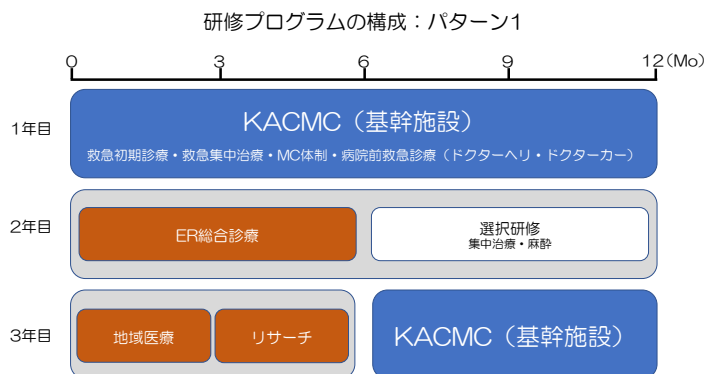 研修プログラムの構成：パターン1
0 3 6 9 12(Mo)
1年目
KACMC（基幹施設）
救急初期診療・救急集中治療・MC体制・病院前救急診療（ドクターヘリ・ドクターカー）
2年目
ER総合診療
選択研修
集中治療・麻酔
3年目
地域医療
リサーチ
KACMC（基幹施設）